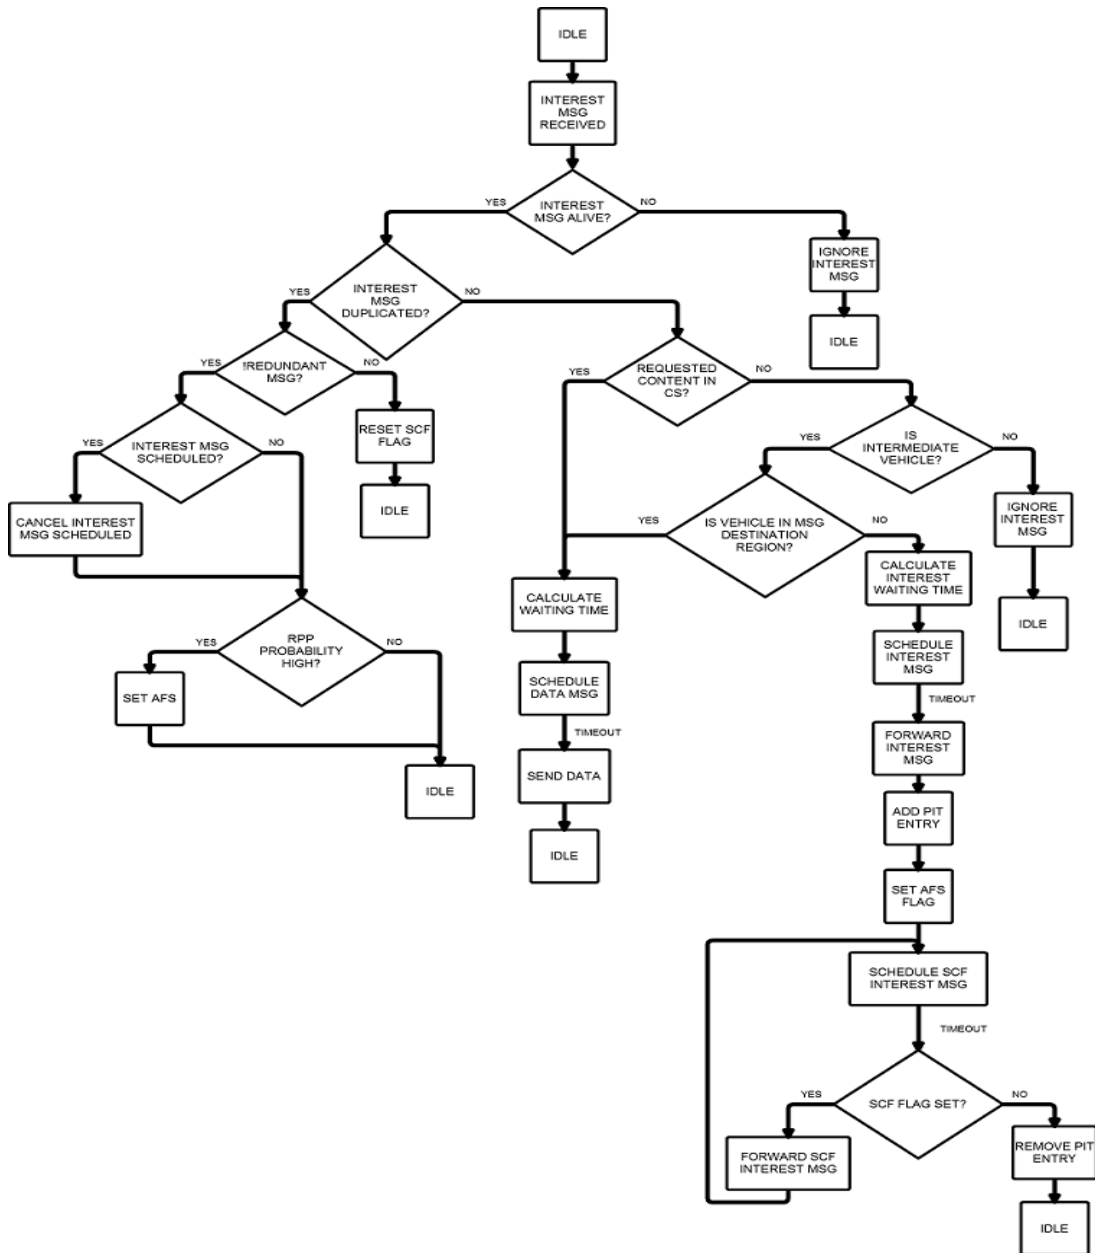 IDLE
INTEREST
MSG
RECEIVED
YES
INTEREST
MSG ALIVE?
NO
IGNORE
INTEREST
MSG
IDLE
YES
INTEREST
MSG
DUPLICATED?
NO
YES
!REDUNDANT
MSG?
NO
YES
REQUESTED
CONTENT IN
CS?
NO
RESET SCF
FLAG
IDLE
YES
INTEREST MSG
SCHEDULED?
NO
YES
IS
INTERMEDIATE
VEHICLE?
NO
CANCEL INTEREST
MSG SCHEDULED
IGNORE
INTEREST
MSG
IDLE
YES
IS VEHICLE IN MSG
DESTINATION
REGION?
NO
CALCULATE
WAITING TIME
CALCULATE
INTEREST
WAITING TIME
YES
RPP
PROBABILITY
HIGH?
NO
SET AFS
IDLE
SCHEDULE
DATA MSG
TIMEOUT
SEND DATA
IDLE
SCHEDULE
INTEREST
MSG
TIMEOUT
FORWARD
INTEREST
MSG
ADD PIT
ENTRY
SET AFS
FLAG
SCHEDULE SCF
INTEREST MSG
TIMEOUT
YES
SCF FLAG SET?
NO
FORWARD SCF
INTEREST MSG
REMOVE PIT
ENTRY
IDLE